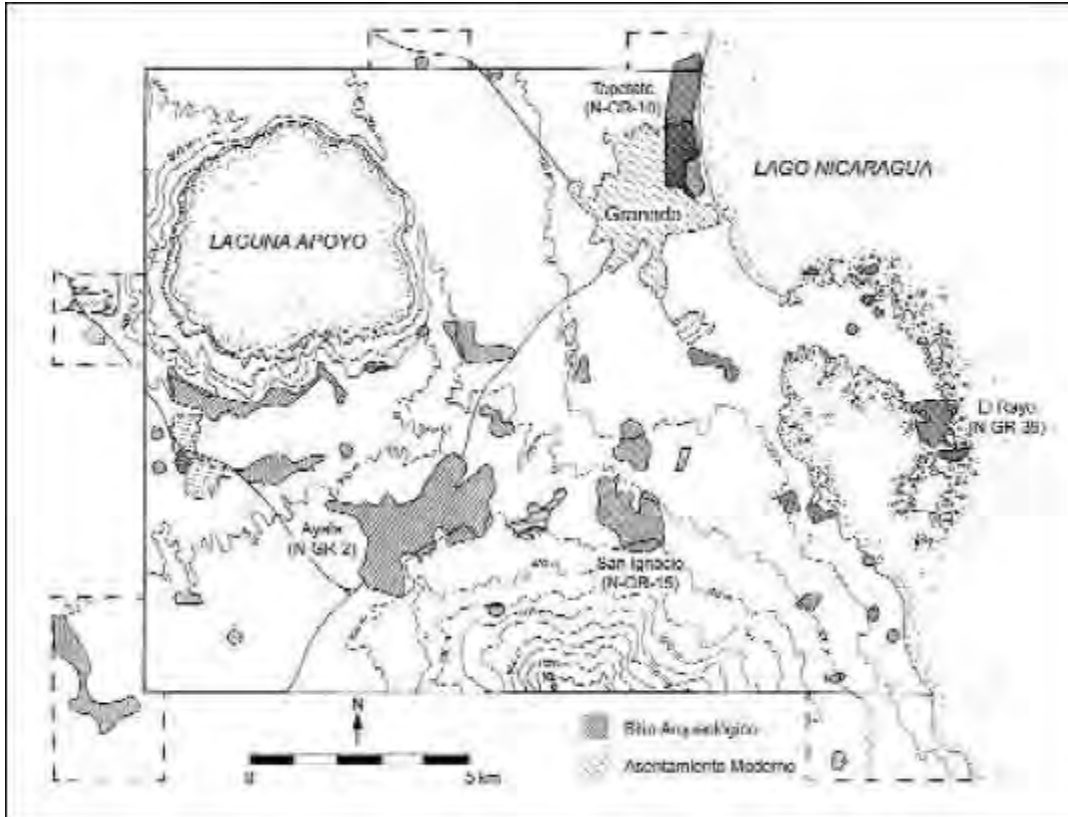 Tepetate
(N-GR-10)
LAGO NICARAGUA
Granada
LAGUNA APOYO
El Rayo
(N-GR-39)
Ayala
(N-GR-2)
San Ignacio
(N-GR-15)
N
Sitio Arqueológico
0
5 km
Asentamiento Moderno